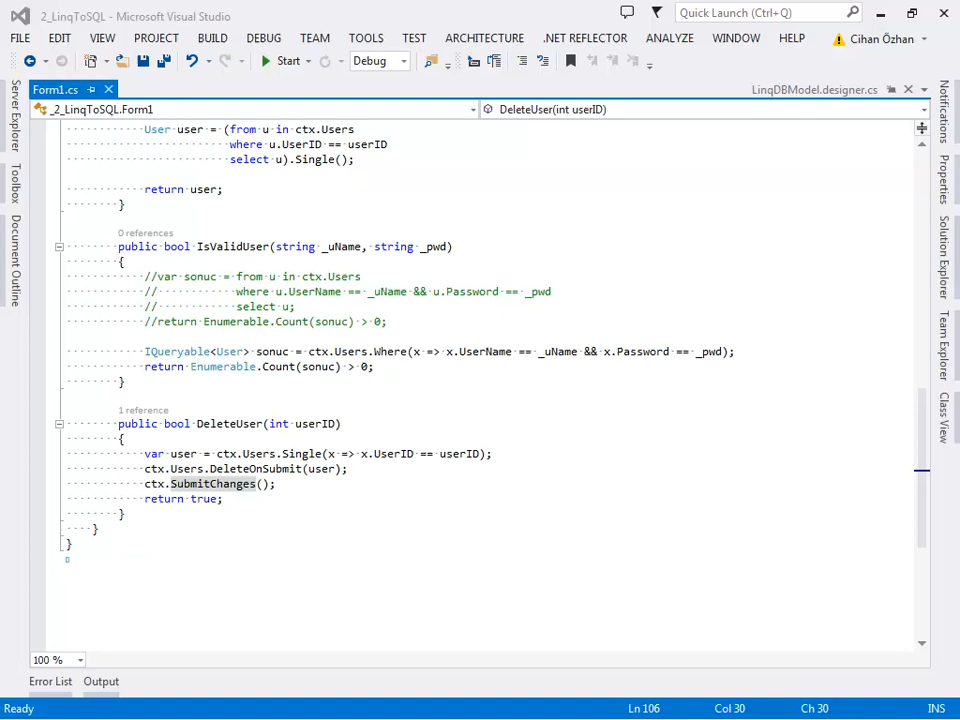 2_LinqToSQL - Microsoft Visual Studio
Quick Launch (Ctrl+Q)
FILE EDIT VIEW PROJECT BUILD DEBUG TEAM TOOLS TEST ARCHITECTURE .NET REFLECTOR ANALYZE WINDOW HELP Cihan Özhan
Start Debug
Form1.cs LinqDBModel.designer.cs
_2_LinqToSQL.Form1 DeleteUser(int userID)
Server Explorer
Toolbox
Document Outline
User user = (from u in ctx.Users
where u.UserID == userID
select u).Single();
return user;
}
0 references
public bool IsValidUser(string _uName, string _pwd)
{
//var sonuc = from u in ctx.Users
// where u.UserName == _uName && u.Password == _pwd
// select u;
//return Enumerable.Count(sonuc) > 0;
IQueryable<User> sonuc = ctx.Users.Where(x => x.UserName == _uName && x.Password == _pwd);
return Enumerable.Count(sonuc) > 0;
}
1 reference
public bool DeleteUser(int userID)
{
var user = ctx.Users.Single(x => x.UserID == userID);
ctx.Users.DeleteOnSubmit(user);
ctx.SubmitChanges();
return true;
}
}
}
Notifications
Properties
Solution Explorer
Team Explorer
Class View
100 %
Error List Output
Ready Ln 106 Col 30 Ch 30 INS